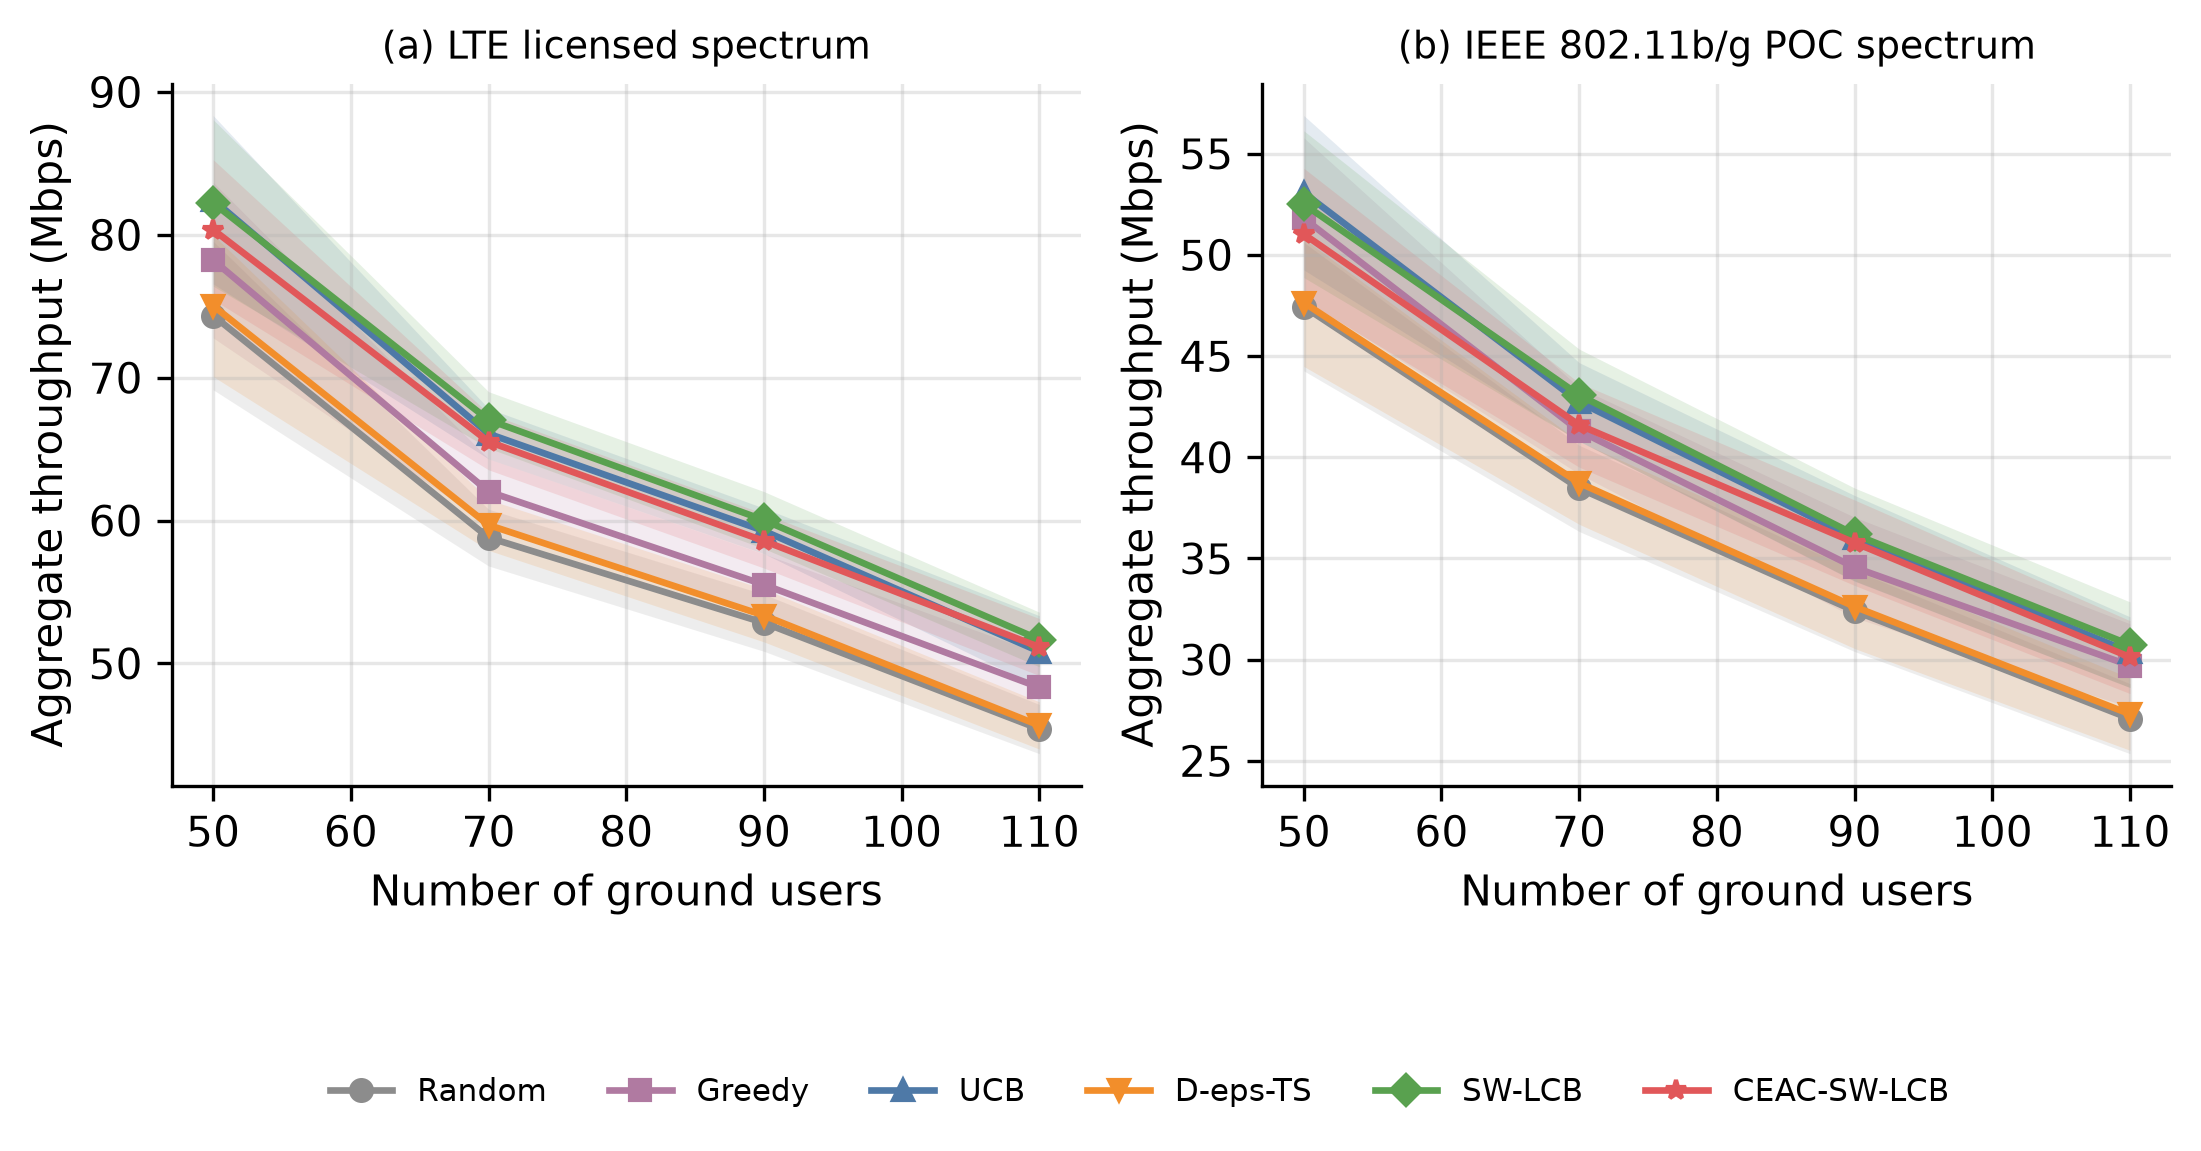 (a) LTE licensed spectrum
Aggregate throughput (Mbps)
90
80
70
60
50
50 60 70 80 90 100 110
Number of ground users
(b) IEEE 802.11b/g POC spectrum
Aggregate throughput (Mbps)
55
50
45
40
35
30
25
50 60 70 80 90 100 110
Number of ground users
Random Greedy UCB D-eps-TS SW-LCB CEAC-SW-LCB